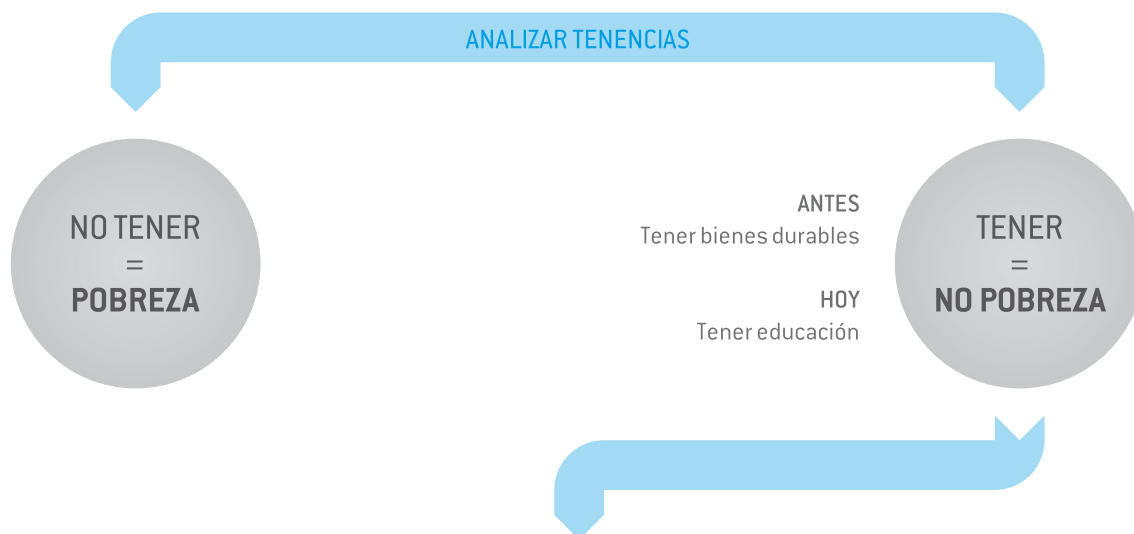 ANALIZAR TENENCIAS
NO TENER
=
POBREZA
ANTES
Tener bienes durables
HOY
Tener educación
TENER
=
NO POBREZA